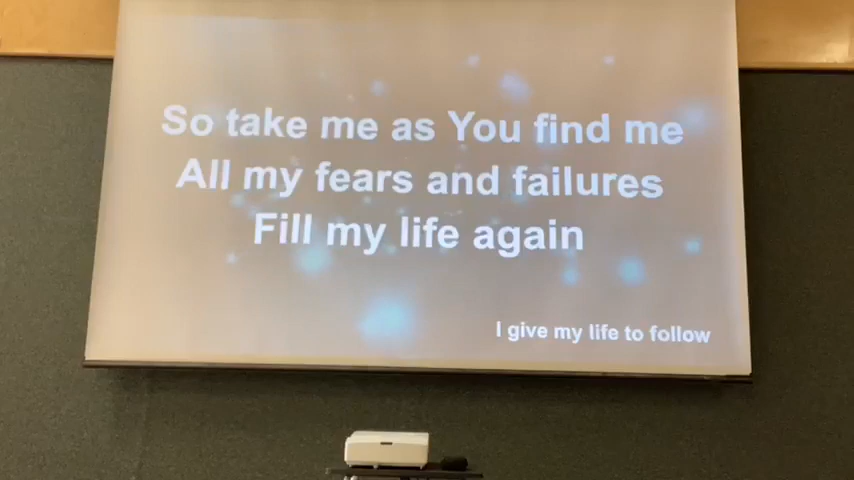 So take me as You find me
All my fears and failures
Fill my life again
I give my life to follow